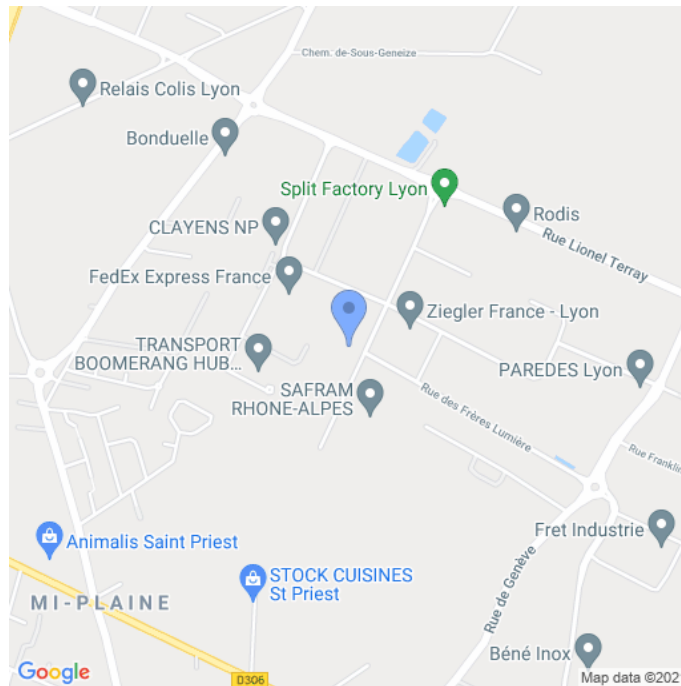 Chem. de-Sous-Geneize
Relais Colis Lyon
Bonduelle
Split Factory Lyon
Rodis
CLAYENS NP
Rue Lionel Terray
FedEx Express France
Ziegler France - Lyon
TRANSPORT
BOOMERANG HUB...
PAREDES Lyon
SAFRAM
RHONE-ALPES
Rue des Frères Lumière
Rue Franklin
Fret Industrie
Animalis Saint Priest
STOCK CUISINES
St Priest
Rue de Genève
MI-PLAINE
Béné Inox
Google
D306
Map data ©202